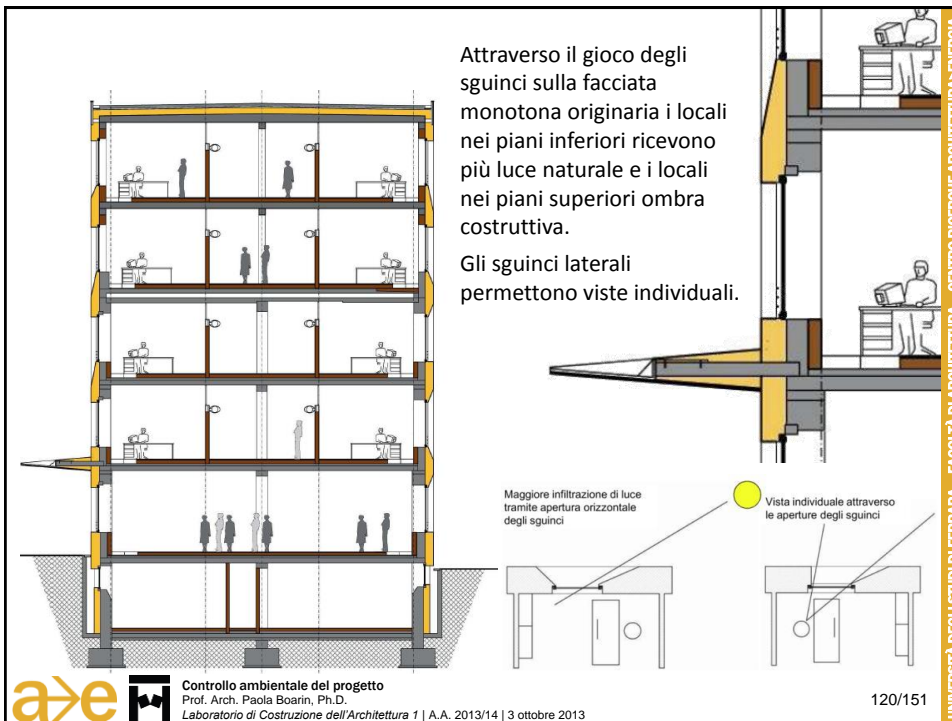 Attraverso il gioco degli
sguinci sulla facciata
monotona originaria i locali
nei piani inferiori ricevono
più luce naturale e i locali
nei piani superiori ombra
costruttiva.
Gli sguinci laterali
permettono viste individuali.
Maggiore infiltrazione di luce
tramite apertura orizzontale
degli sguinci
Vista individuale attraverso
le aperture degli sguinci
a>e
Controllo ambientale del progetto
Prof. Arch. Paola Boarin, Ph.D.
Laboratorio di Costruzione dell'Architettura 1 | A.A. 2013/14 | 3 ottobre 2013
120/151